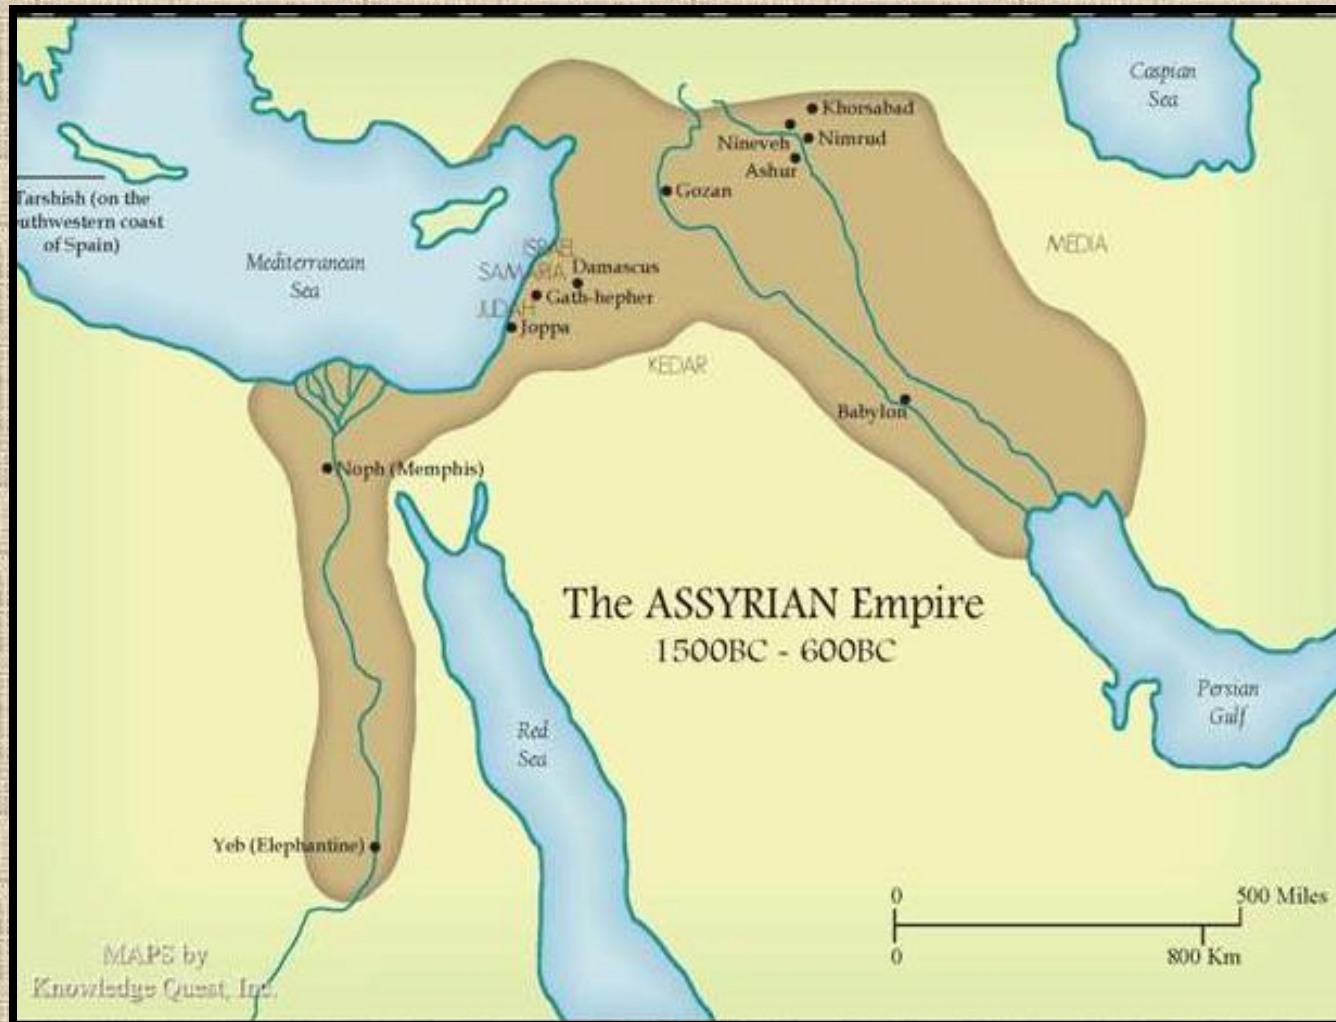 Caspian
Sea
Khorsabad
Nineveh
Nimrud
Ashur
Gozan
Tarshish (on the
uthwestern coast
of Spain)
MEDIA
Mediterranean
Sea
ISRAEL
SAMARIA
Damascus
Gath-hepher
JUDAH
Joppa
KEDAR
Babylon
Noph (Memphis)
The ASSYRIAN Empire
1500BC - 600BC
Persian
Gulf
Red
Sea
Yeb (Elephantine)
0 500 Miles
0 800 Km
MAPS by
Knowledge Quest, Inc.